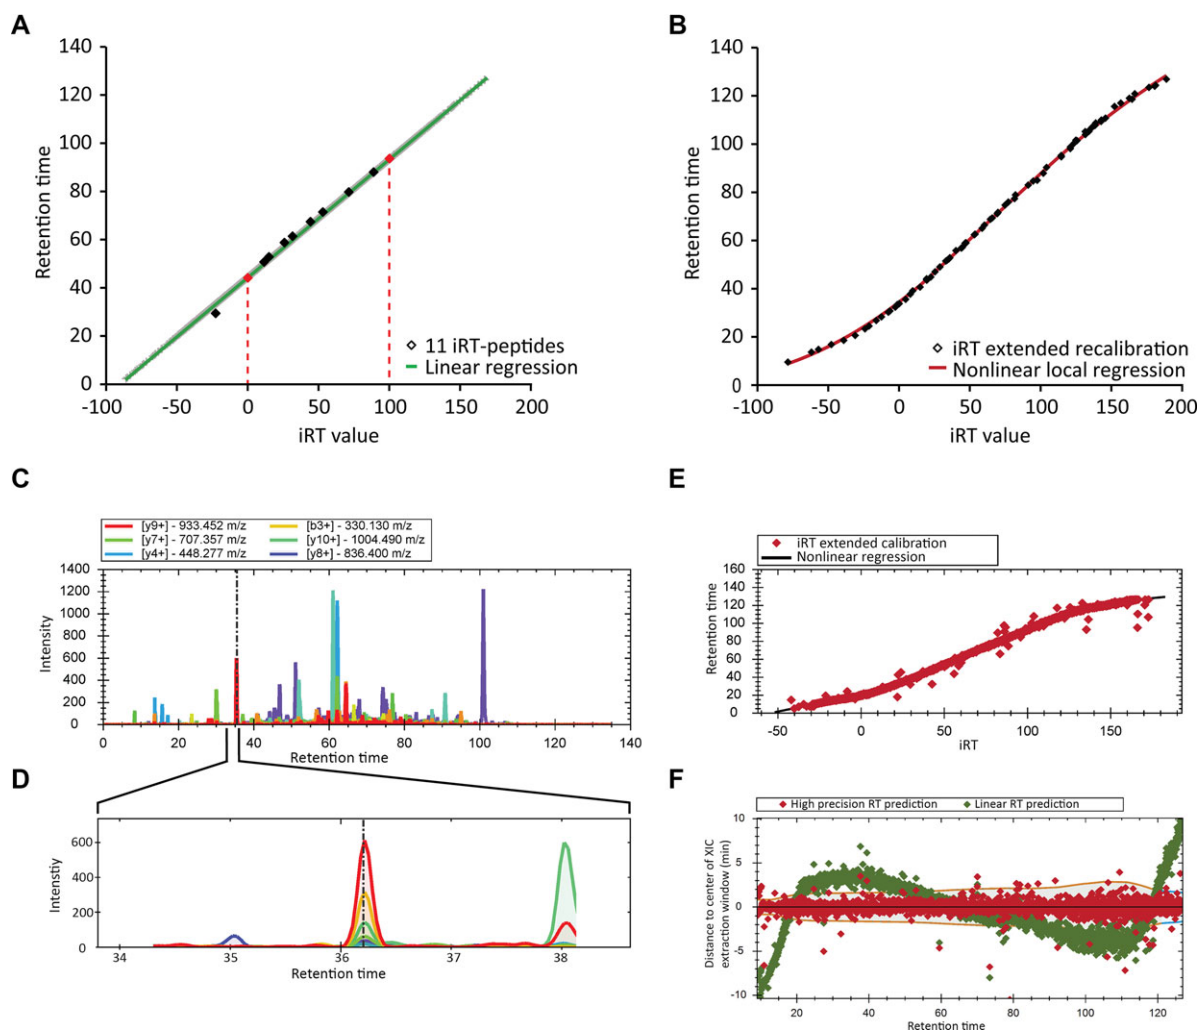 A
140
120
100
80
60
40
20
0
Retention time
-100 -50 0 50 100 150 200
iRT value
11 iRT-peptides
Linear regression
B
140
120
100
80
60
40
20
0
Retention time
-100 -50 0 50 100 150 200
iRT value
iRT extended recalibration
Nonlinear local regression
C
[y9+] - 933.452 m/z [b3+] - 330.130 m/z
[y7+] - 707.357 m/z [y10+] - 1004.490 m/z
[y4+] - 448.277 m/z [y8+] - 836.400 m/z
1400
1200
1000
800
600
400
200
0
Intensity
0 20 40 60 80 100 120 140
Retention time
D
600
400
200
0
Intenstiy
34 35 36 37 38
Retention time
E
iRT extended calibration
Nonlinear regression
160
140
120
100
80
60
40
20
0
Retention time
-50 0 50 100 150
iRT
F
High precision RT prediction Linear RT prediction
10
5
0
-5
-10
Distance to center of XIC
extraction window (min)
20 40 60 80 100 120
Retention time